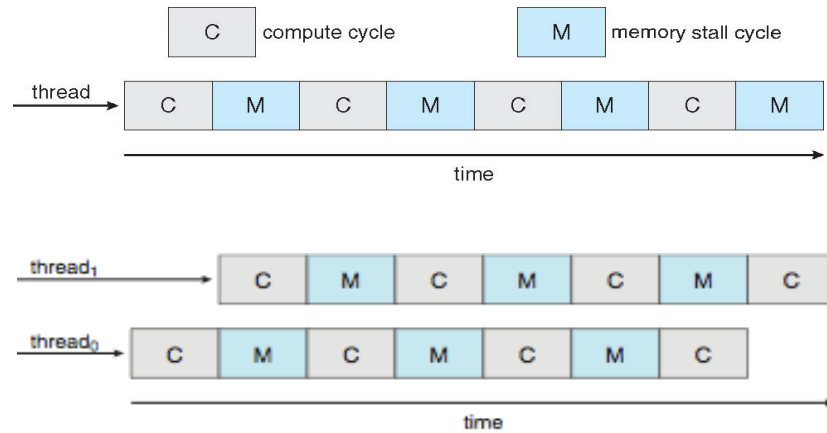 C compute cycle M memory stall cycle
thread C M C M C M C M
time
thread₁ C M C M C M C
thread₀ C M C M C M C
time